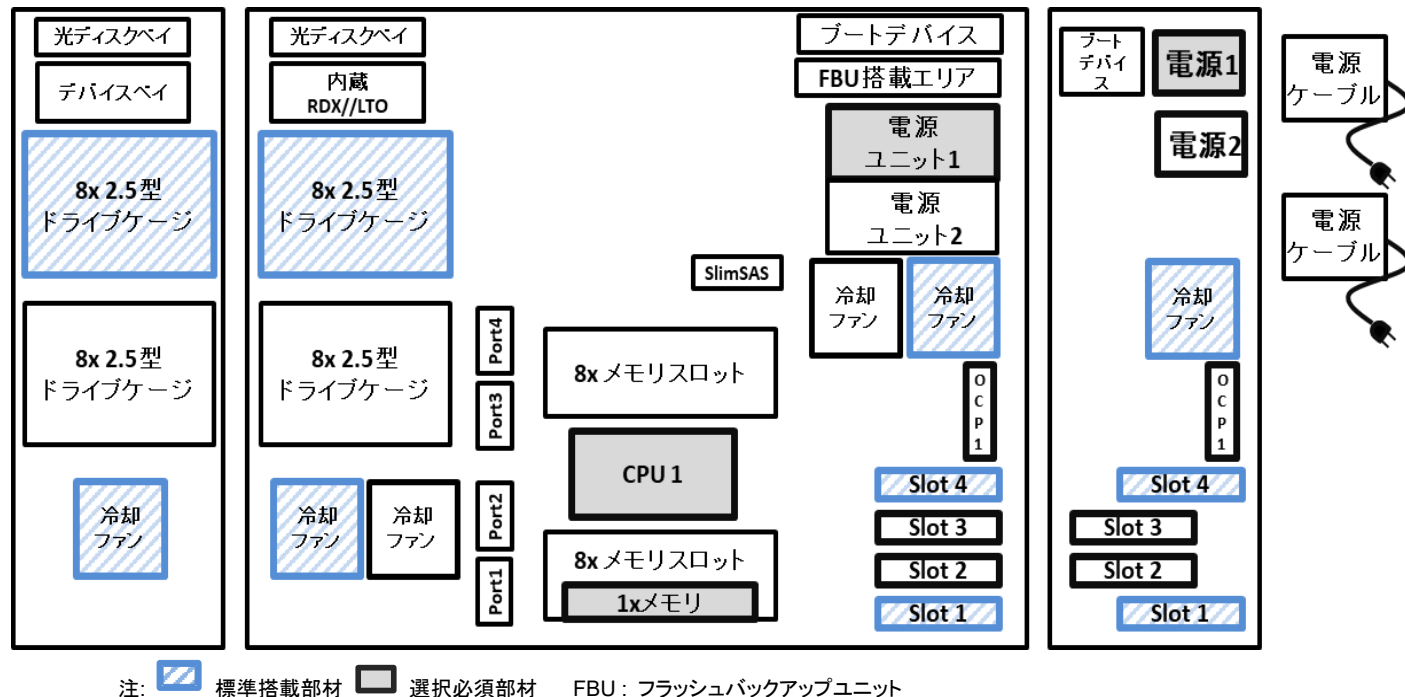 光ディスクベイ
デバイスベイ
8x 2.5型
ドライブケージ
8x 2.5型
ドライブケージ
冷却
ファン
光ディスクベイ
内蔵
RDX//LTO
8x 2.5型
ドライブケージ
8x 2.5型
ドライブケージ
冷却
ファン
冷却
ファン
Port4
Port3
Port2
Port1
SlimSAS
8xメモリスロット
CPU 1
8xメモリスロット
1xメモリ
ブートデバイス
FBU搭載エリア
電源
ユニット1
電源
ユニット2
冷却
ファン
冷却
ファン
OCP1
Slot 4
Slot 3
Slot 2
Slot 1
ブート
デバイ
ス
電源1
電源2
冷却
ファン
OCP1
Slot 4
Slot 3
Slot 2
Slot 1
電源
ケーブル
電源
ケーブル
注: 標準搭載部材 選択必須部材 FBU : フラッシュバックアップユニット